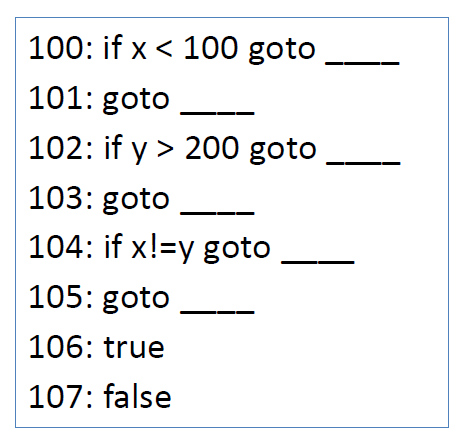 100: if x < 100 goto ____
101: goto ____
102: if y > 200 goto ____
103: goto ____
104: if x!=y goto ____
105: goto ____
106: true
107: false